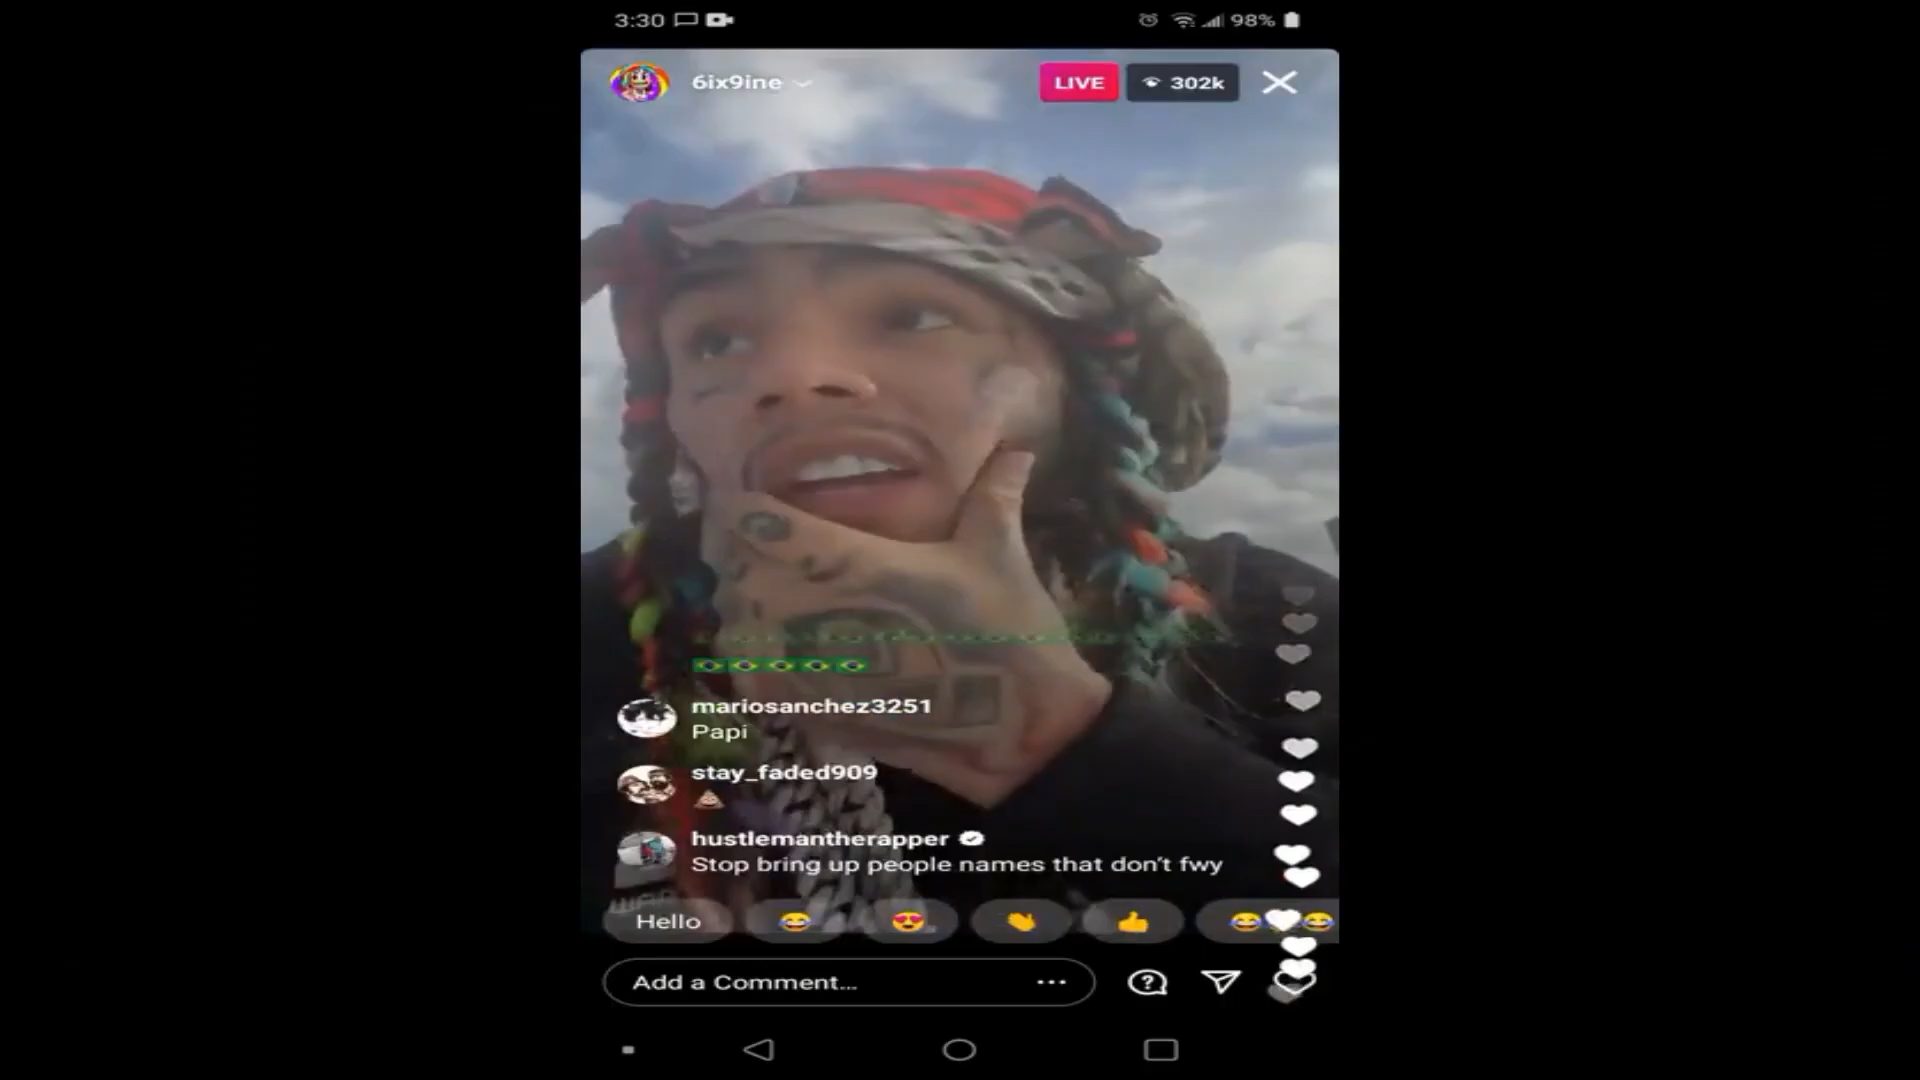 3:30 98%
6ix9ine LIVE 302k
mariosanchez3251
Papi
stay_faded909
hustlemantherapper
Stop bring up people names that don't fwy
Hello
Add a Comment...